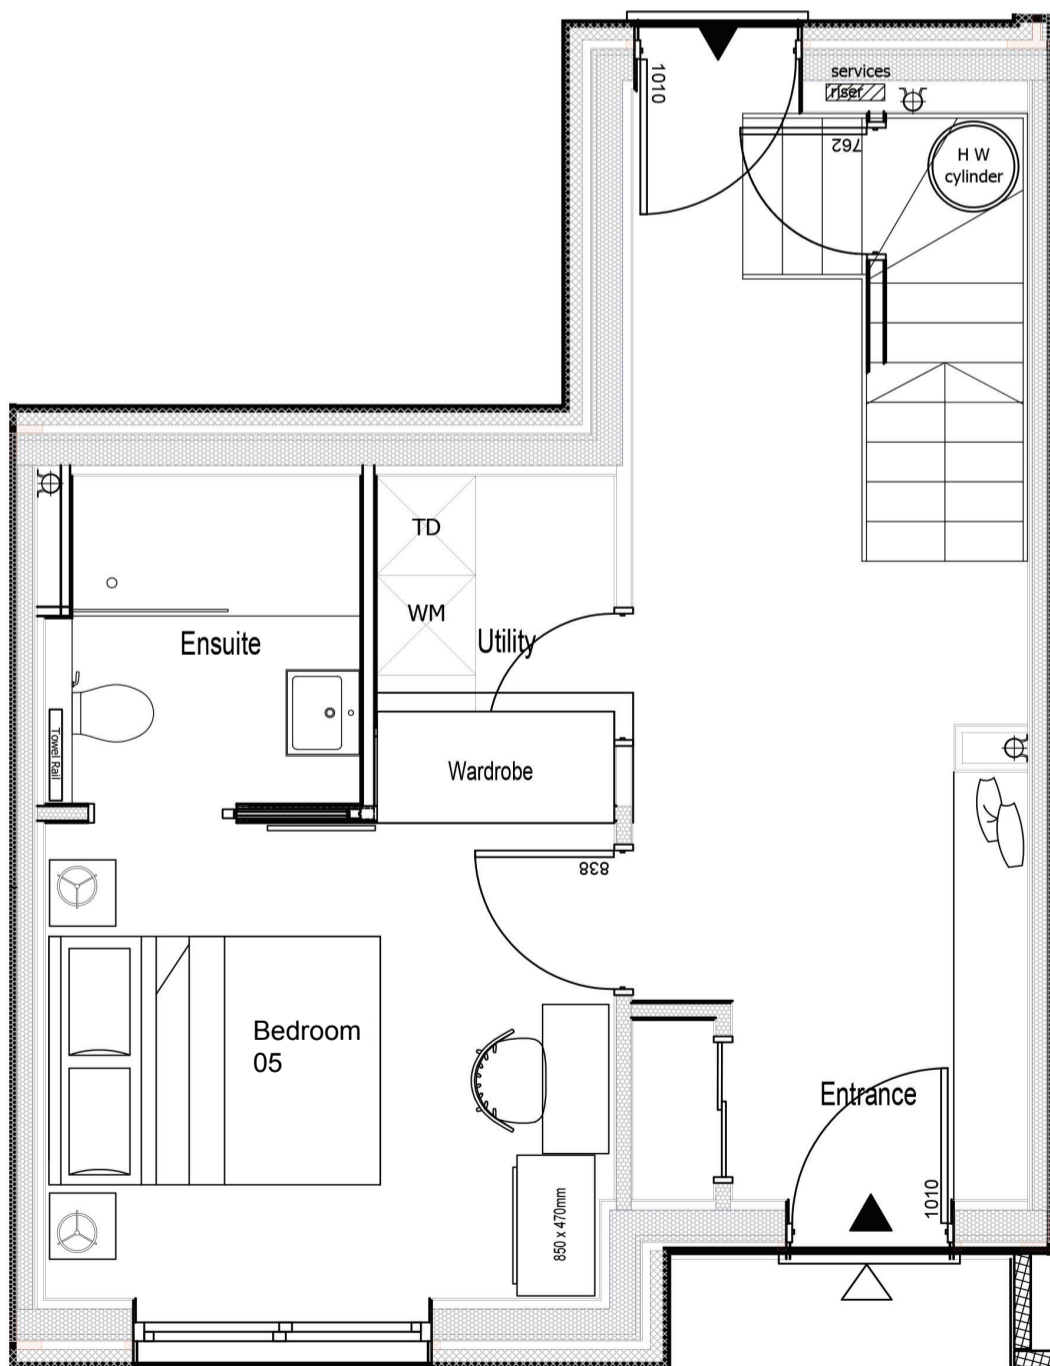 1010
services
riser
762
H W
cylinder
TD
WM
Ensuite
Utility
Towel Rail
Wardrobe
838
Bedroom
05
Entrance
850 x 470mm
1010